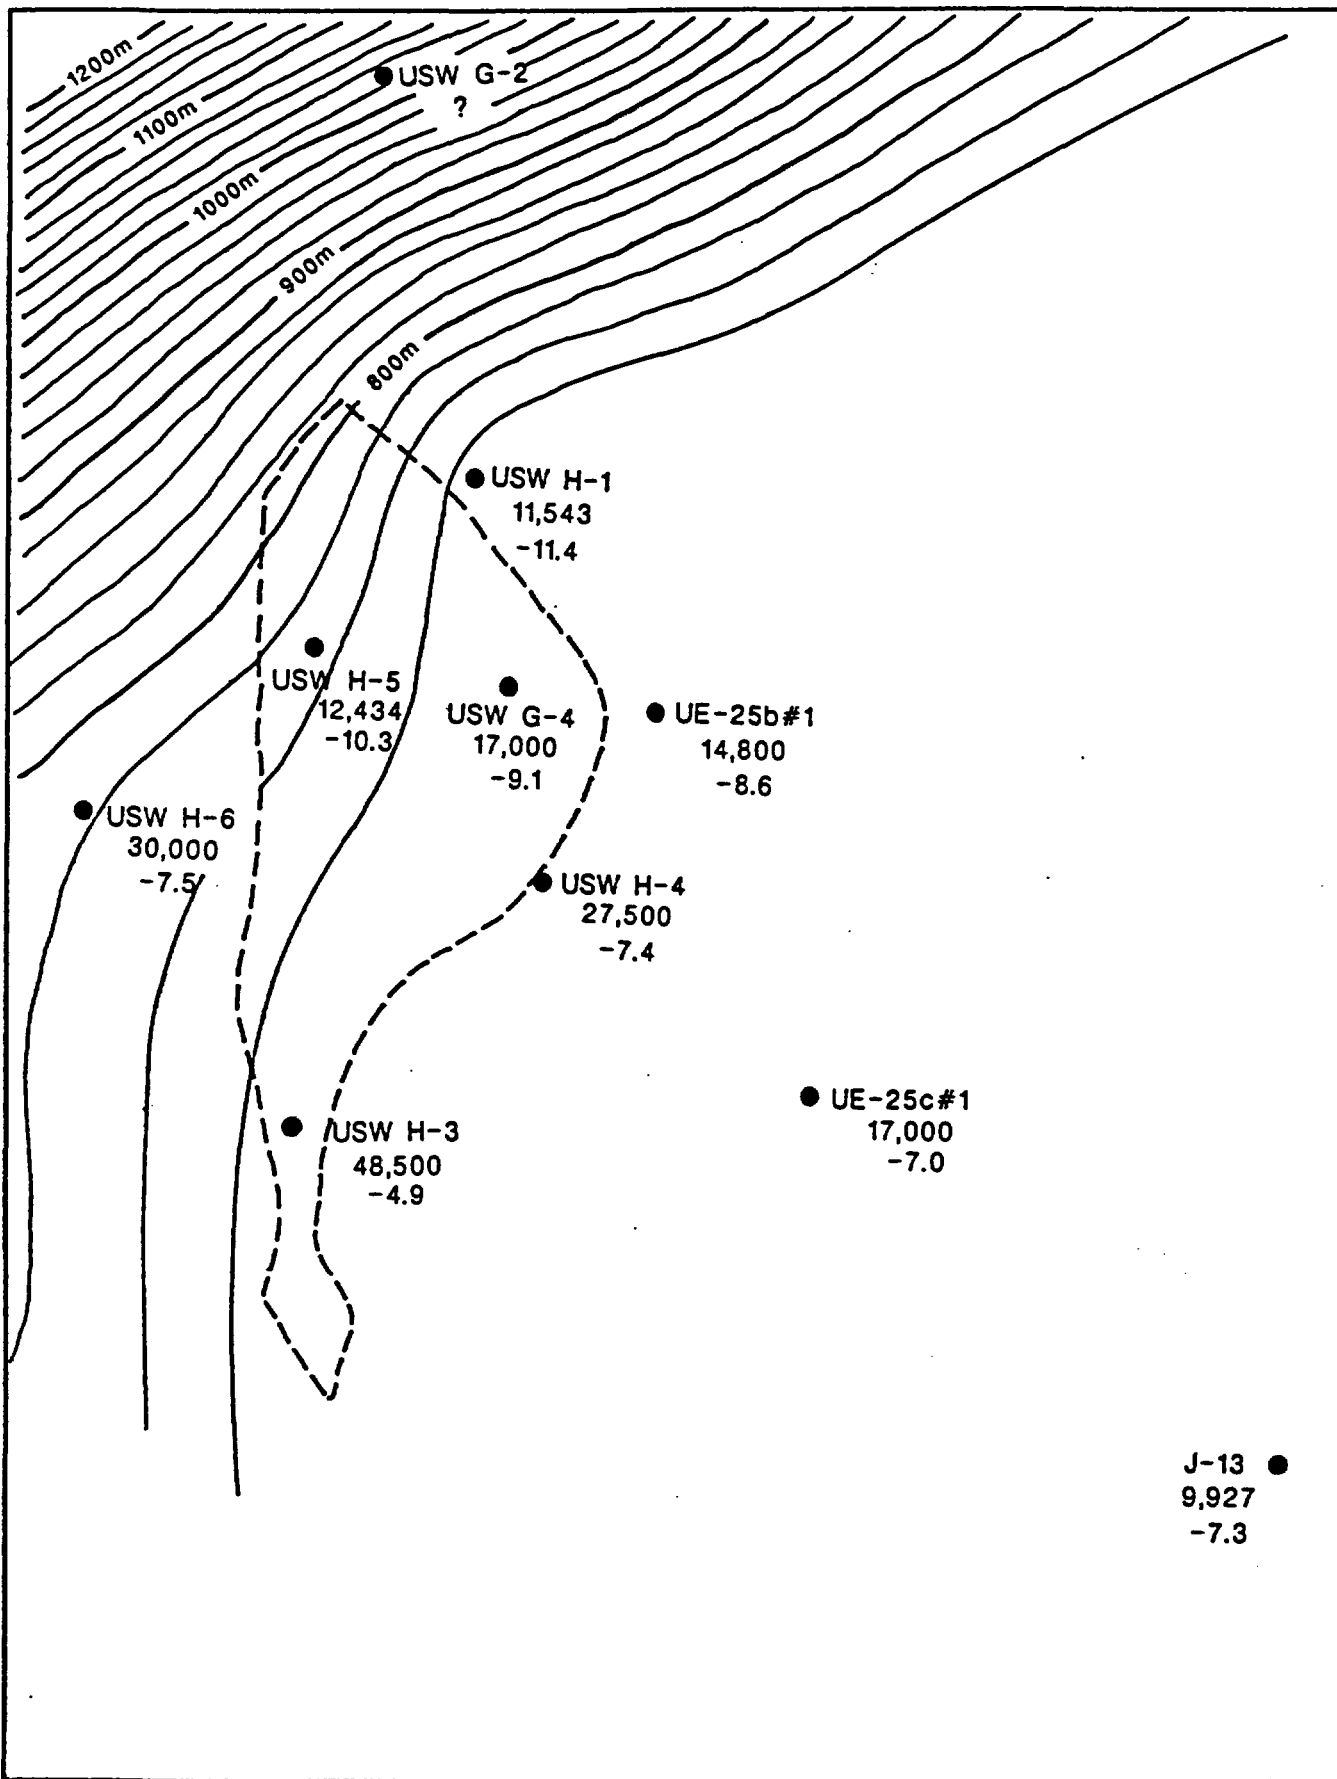 1200m
USW G-2
?
1100m
1000m
900m
800m
USW H-1
11,543
-11.4
USW H-5
12,434
-10.3
USW G-4
17,000
-9.1
UE-25b#1
14,800
-8.6
USW H-6
30,000
-7.5
USW H-4
27,500
-7.4
UE-25c#1
17,000
-7.0
USW H-3
48,500
-4.9
J-13
9,927
-7.3